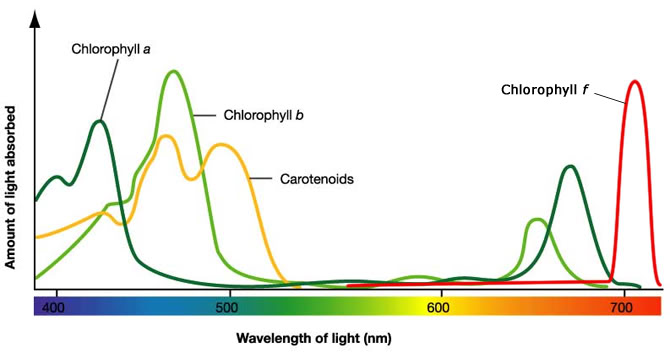 Chlorophyll a
Chlorophyll f
Chlorophyll b
Carotenoids
Amount of light absorbed
400 500 600 700
Wavelength of light (nm)